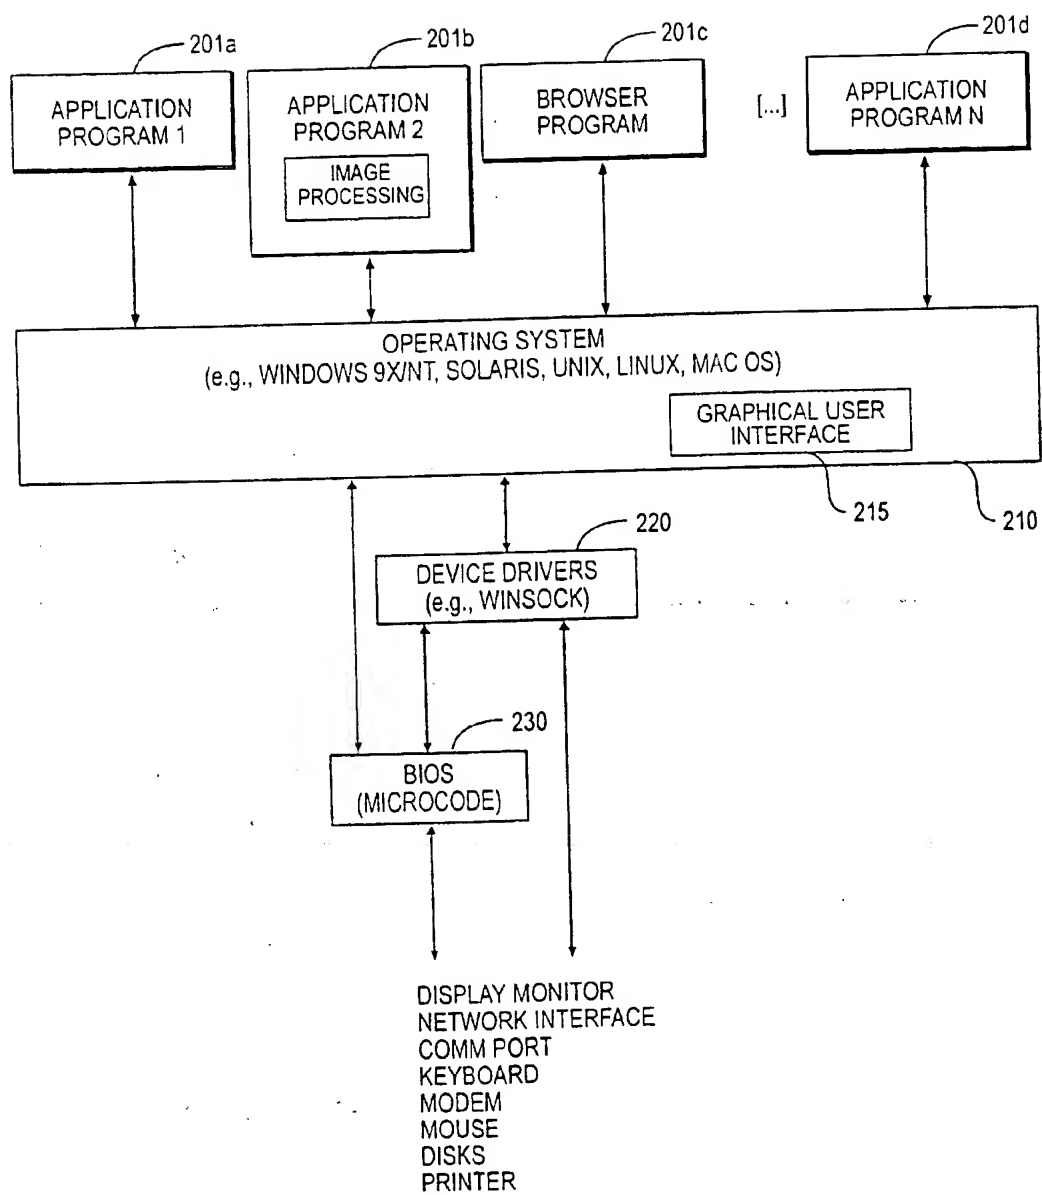 201a
201b
201c
201d
APPLICATION
PROGRAM 1
APPLICATION
PROGRAM 2
IMAGE
PROCESSING
BROWSER
PROGRAM
[...]
APPLICATION
PROGRAM N
OPERATING SYSTEM
(e.g., WINDOWS 9X/NT, SOLARIS, UNIX, LINUX, MAC OS)
GRAPHICAL USER
INTERFACE
215
210
220
DEVICE DRIVERS
(e.g., WINSOCK)
230
BIOS
(MICROCODE)
DISPLAY MONITOR
NETWORK INTERFACE
COMM PORT
KEYBOARD
MODEM
MOUSE
DISKS
PRINTER